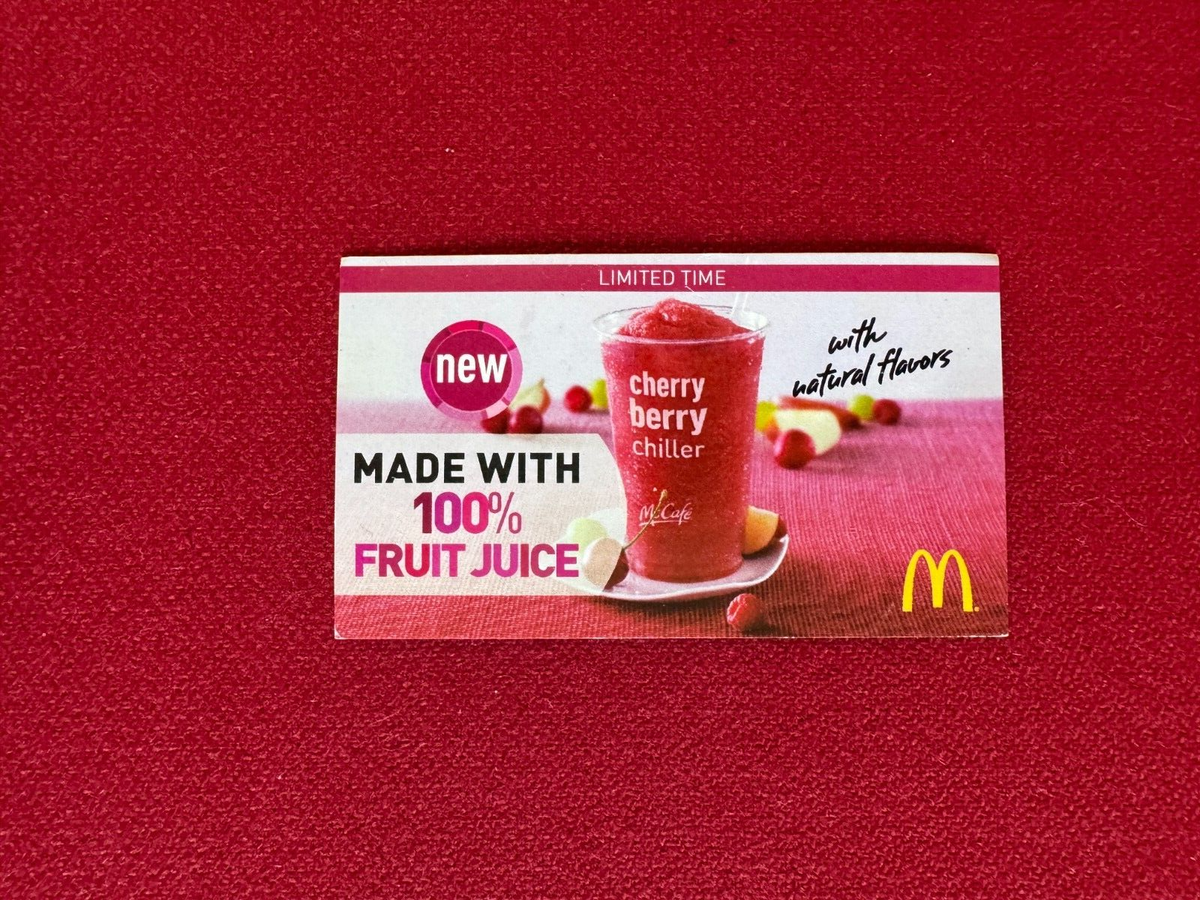 LIMITED TIME
new
with
natural flavors
cherry
berry
chiller
McCafé
MADE WITH
100%
FRUIT JUICE